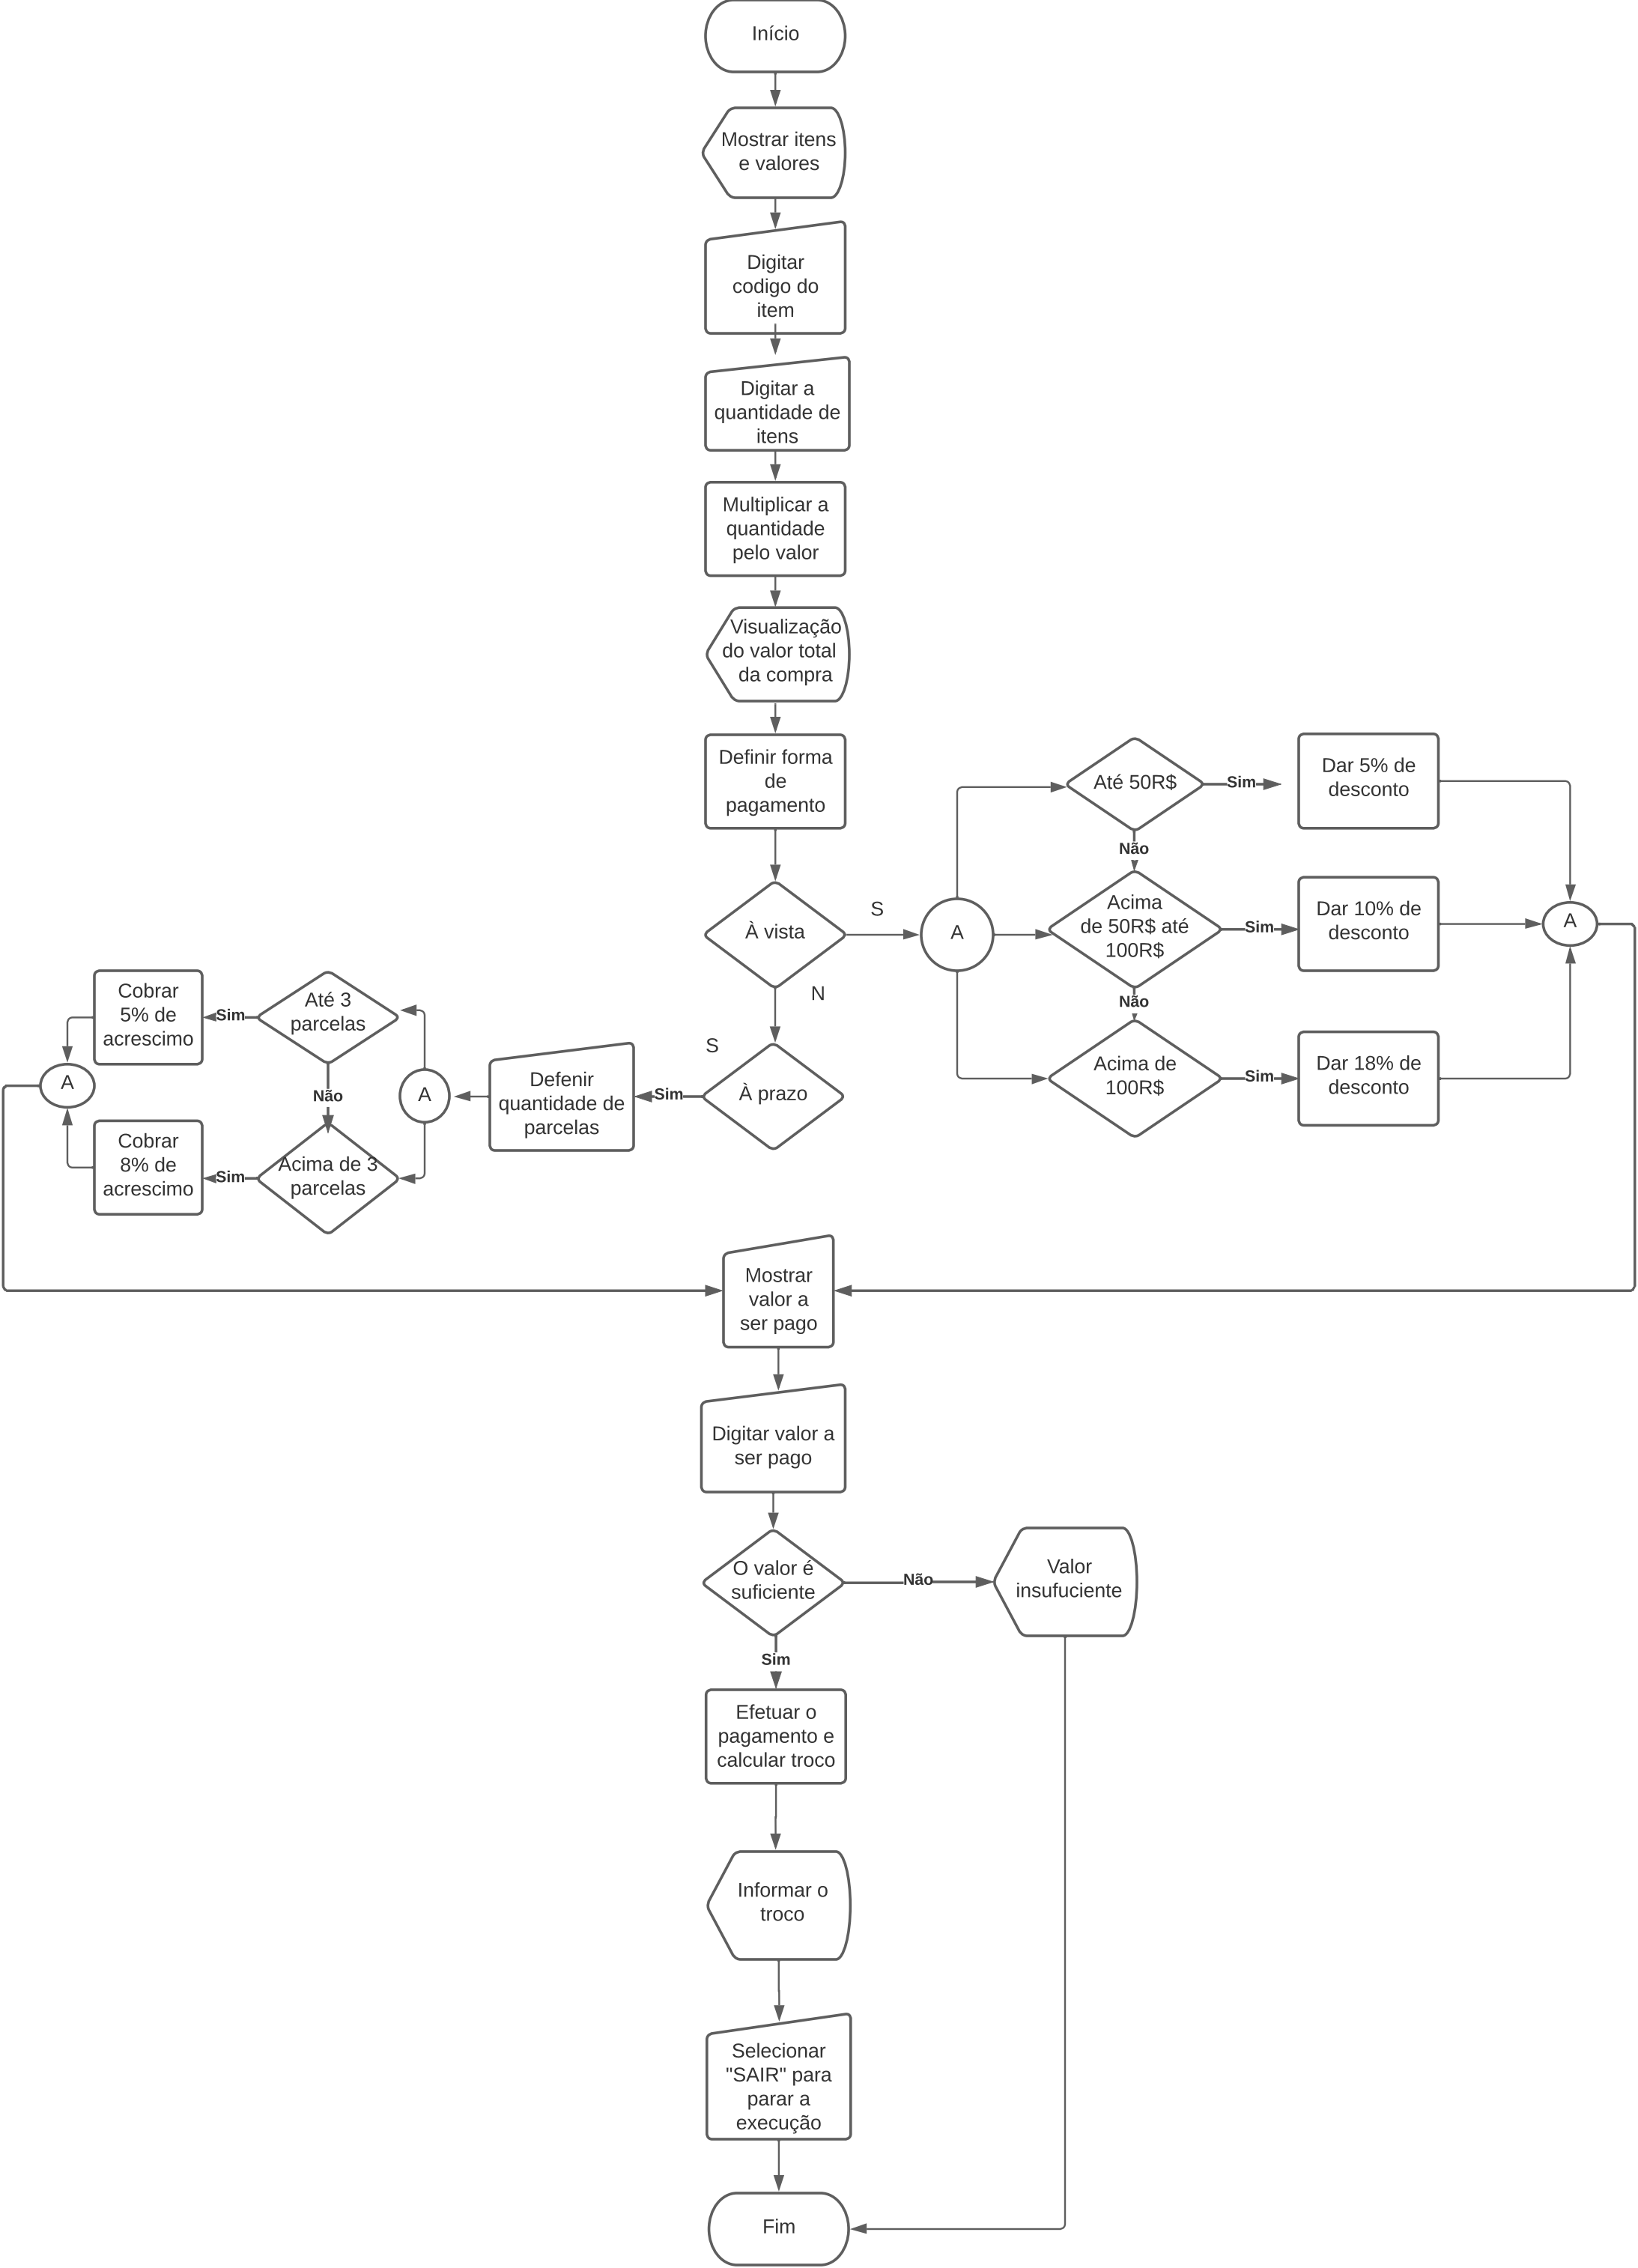 Início
Mostrar itens
e valores
Digitar
codigo do
item
Digitar a
quantidade de
itens
Multiplicar a
quantidade
pelo valor
Visualização
do valor total
da compra
Definir forma
de
pagamento
À vista
S
A
Até 50R$
Sim
Dar 5% de
desconto
Não
Acima
de 50R$ até
100R$
Sim
Dar 10% de
desconto
A
Não
Acima de
100R$
Sim
Dar 18% de
desconto
N
S
À prazo
Sim
Defenir
quantidade de
parcelas
A
Até 3
parcelas
Sim
Cobrar
5% de
acrescimo
A
Não
Acima de 3
parcelas
Sim
Cobrar
8% de
acrescimo
Mostrar
valor a
ser pago
Digitar valor a
ser pago
O valor é
suficiente
Não
Valor
insufuciente
Sim
Efetuar o
pagamento e
calcular troco
Informar o
troco
Selecionar
"SAIR" para
parar a
execução
Fim